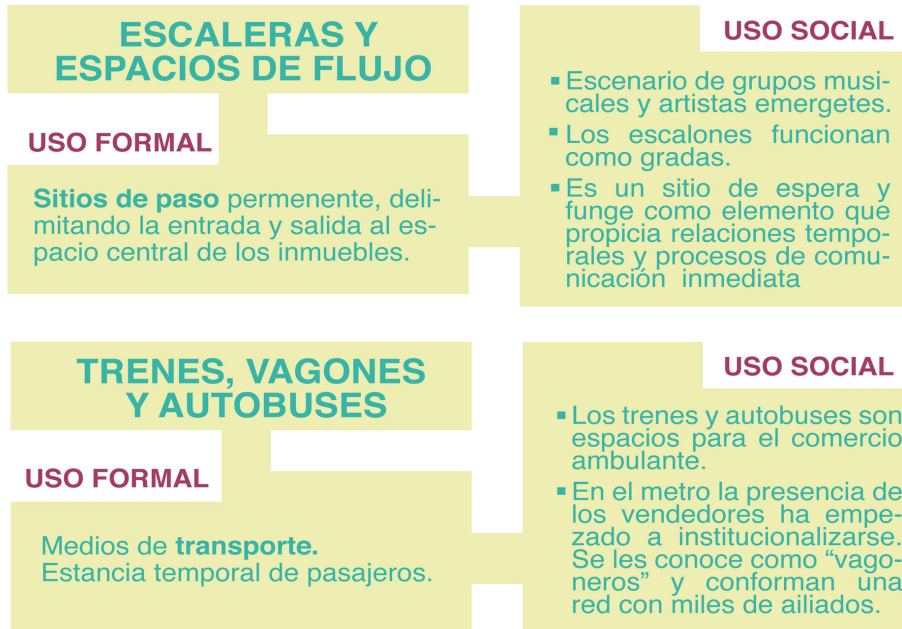 ESCALERAS Y
ESPACIOS DE FLUJO
USO FORMAL
Sitios de paso permenente, deli-
mitando la entrada y salida al es-
pacio central de los inmuebles.
USO SOCIAL
▪ Escenario de grupos musi-
cales y artistas emergetes.
▪ Los escalones funcionan
como gradas.
▪ Es un sitio de espera y
funge como elemento que
propicia relaciones tempo-
rales y procesos de comu-
nicación inmediata
TRENES, VAGONES
Y AUTOBUSES
USO FORMAL
Medios de transporte.
Estancia temporal de pasajeros.
USO SOCIAL
▪ Los trenes y autobuses son
espacios para el comercio
ambulante.
▪ En el metro la presencia de
los vendedores ha empe-
zado a institucionalizarse.
Se les conoce como “vago-
neros” y conforman una
red con miles de ailiados.